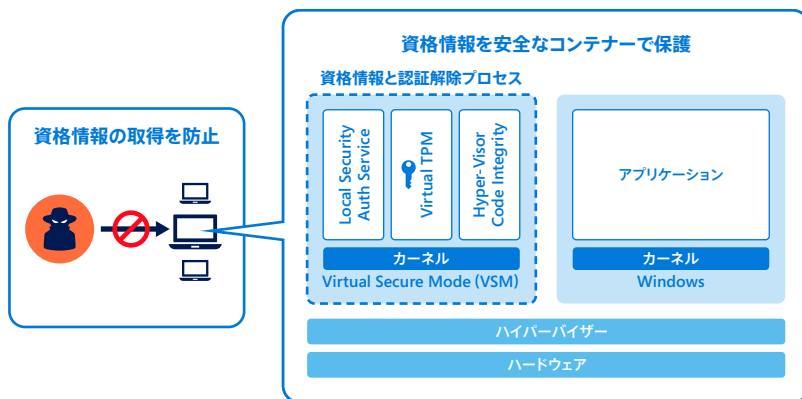 資格情報の取得を防止
資格情報を安全なコンテナーで保護
資格情報と認証解除プロセス
Local Security
Auth Service
Virtual TPM
Hyper-Visor
Code Integrity
カーネル
Virtual Secure Mode (VSM)
アプリケーション
カーネル
Windows
ハイパーバイザー
ハードウェア